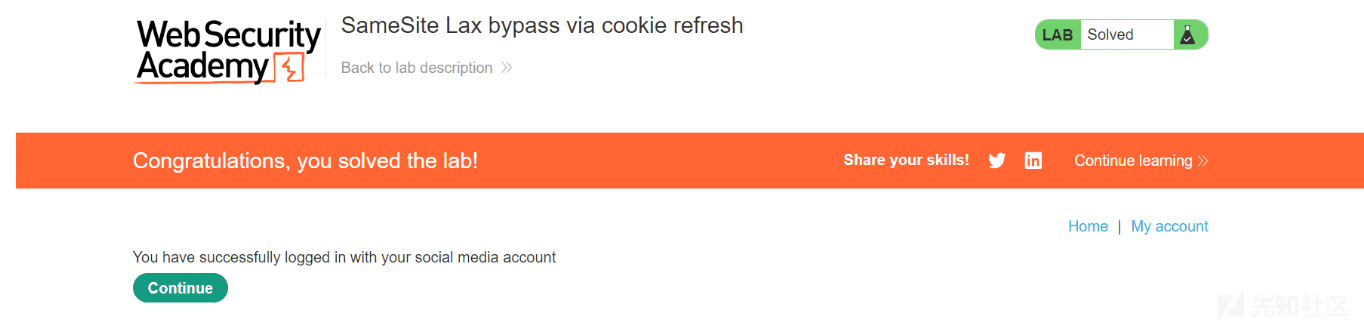 Web Security
Academy
SameSite Lax bypass via cookie refresh
Back to lab description
LAB Solved
Congratulations, you solved the lab!
Share your skills!
Continue learning
Home | My account
You have successfully logged in with your social media account
Continue
先知社区